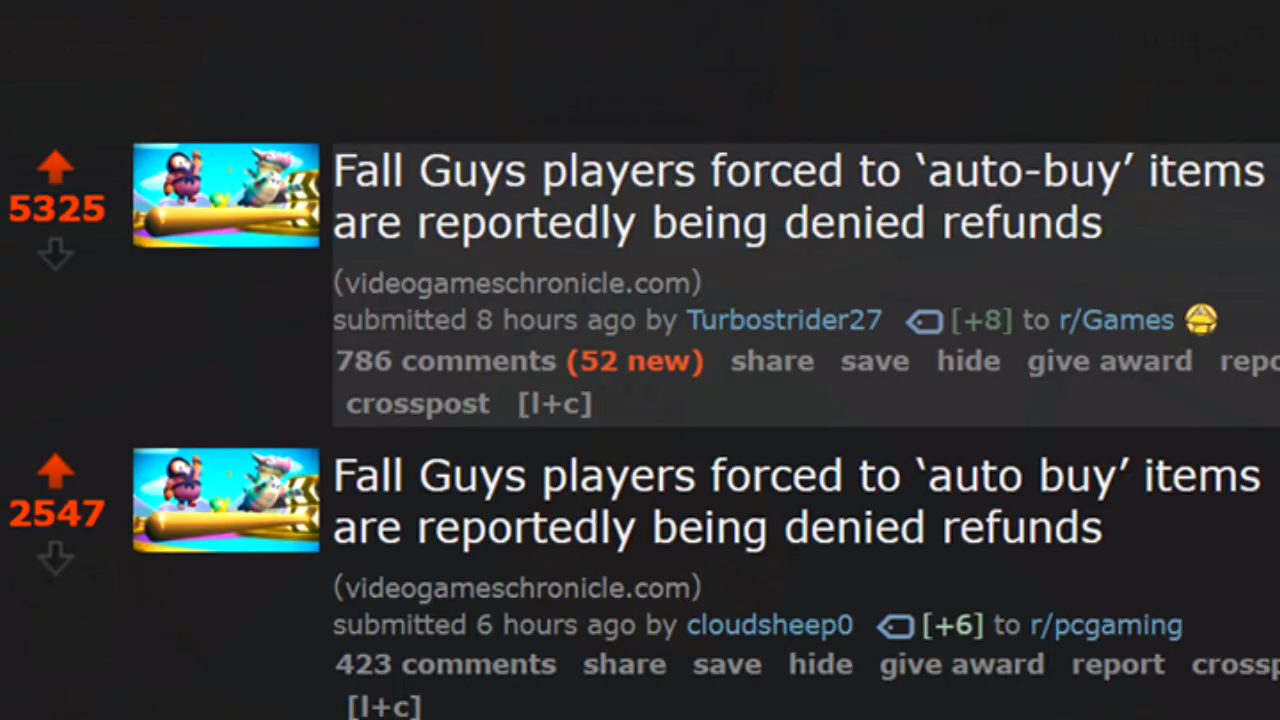 5325
Fall Guys players forced to ‘auto-buy’ items
are reportedly being denied refunds
(videogameschronicle.com)
submitted 8 hours ago by Turbostrider27 [+8] to r/Games
786 comments (52 new) share save hide give award repo
crosspost [l+c]
2547
Fall Guys players forced to ‘auto buy’ items
are reportedly being denied refunds
(videogameschronicle.com)
submitted 6 hours ago by cloudsheep0 [+6] to r/pcgaming
423 comments share save hide give award report crossp
[l+c]